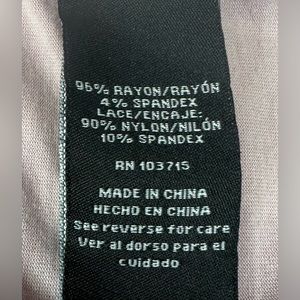 96% RAYON/RAYÓN
4% SPANDEX
LACE/ENCAJE:
90% NYLON/NILÓN
10% SPANDEX
RN 103715
MADE IN CHINA
HECHO EN CHINA
See reverse for care
Ver al dorso para el
cuidado